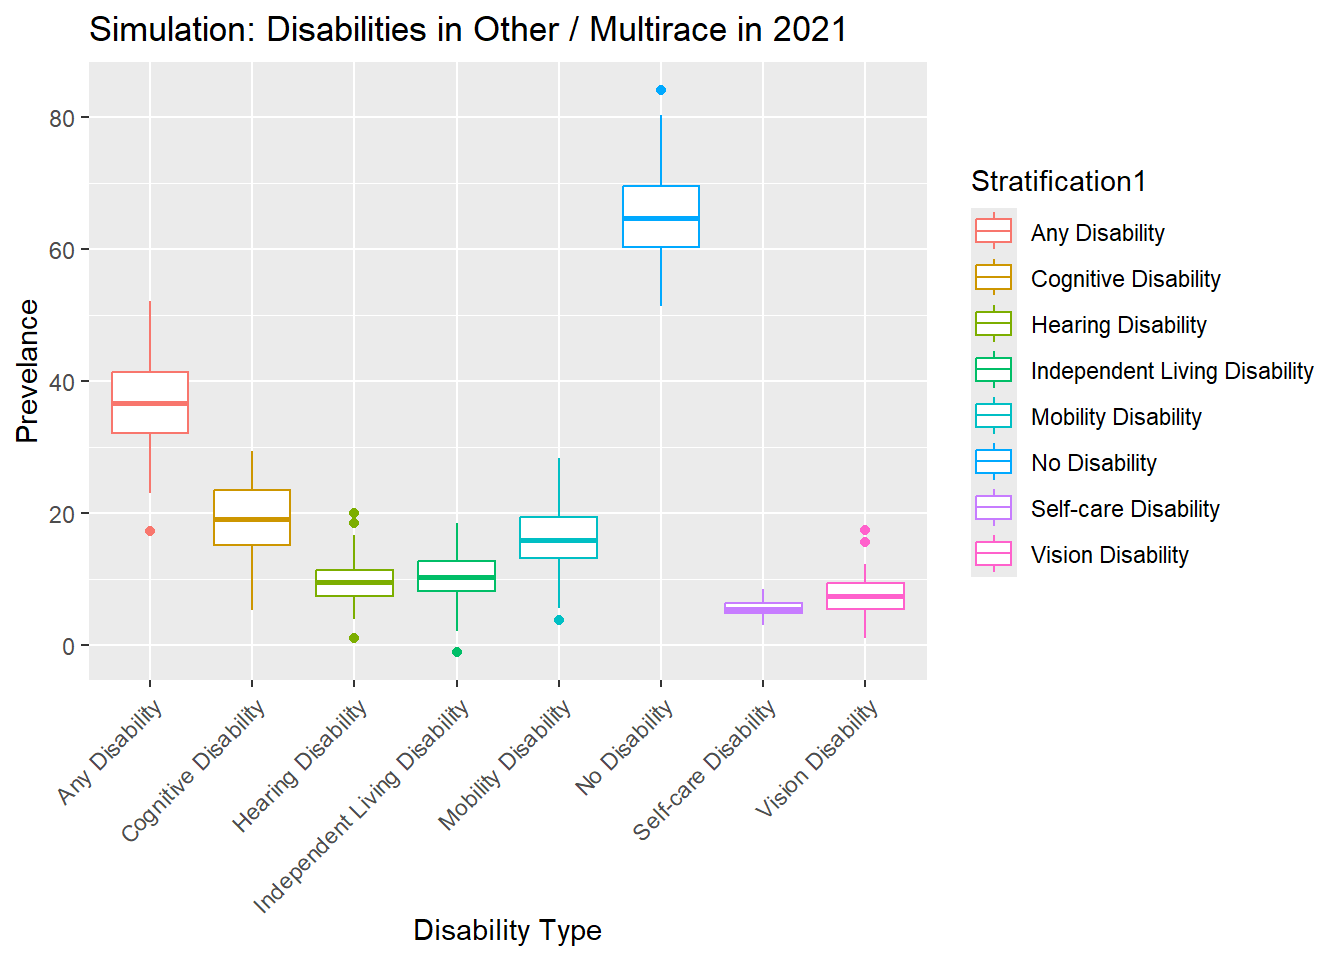 Simulation: Disabilities in Other / Multirace in 2021
80
60
40
20
0
Prevelance
Any Disability
Cognitive Disability
Hearing Disability
Independent Living Disability
Mobility Disability
No Disability
Self-care Disability
Vision Disability
Disability Type
Stratification1
Any Disability
Cognitive Disability
Hearing Disability
Independent Living Disability
Mobility Disability
No Disability
Self-care Disability
Vision Disability